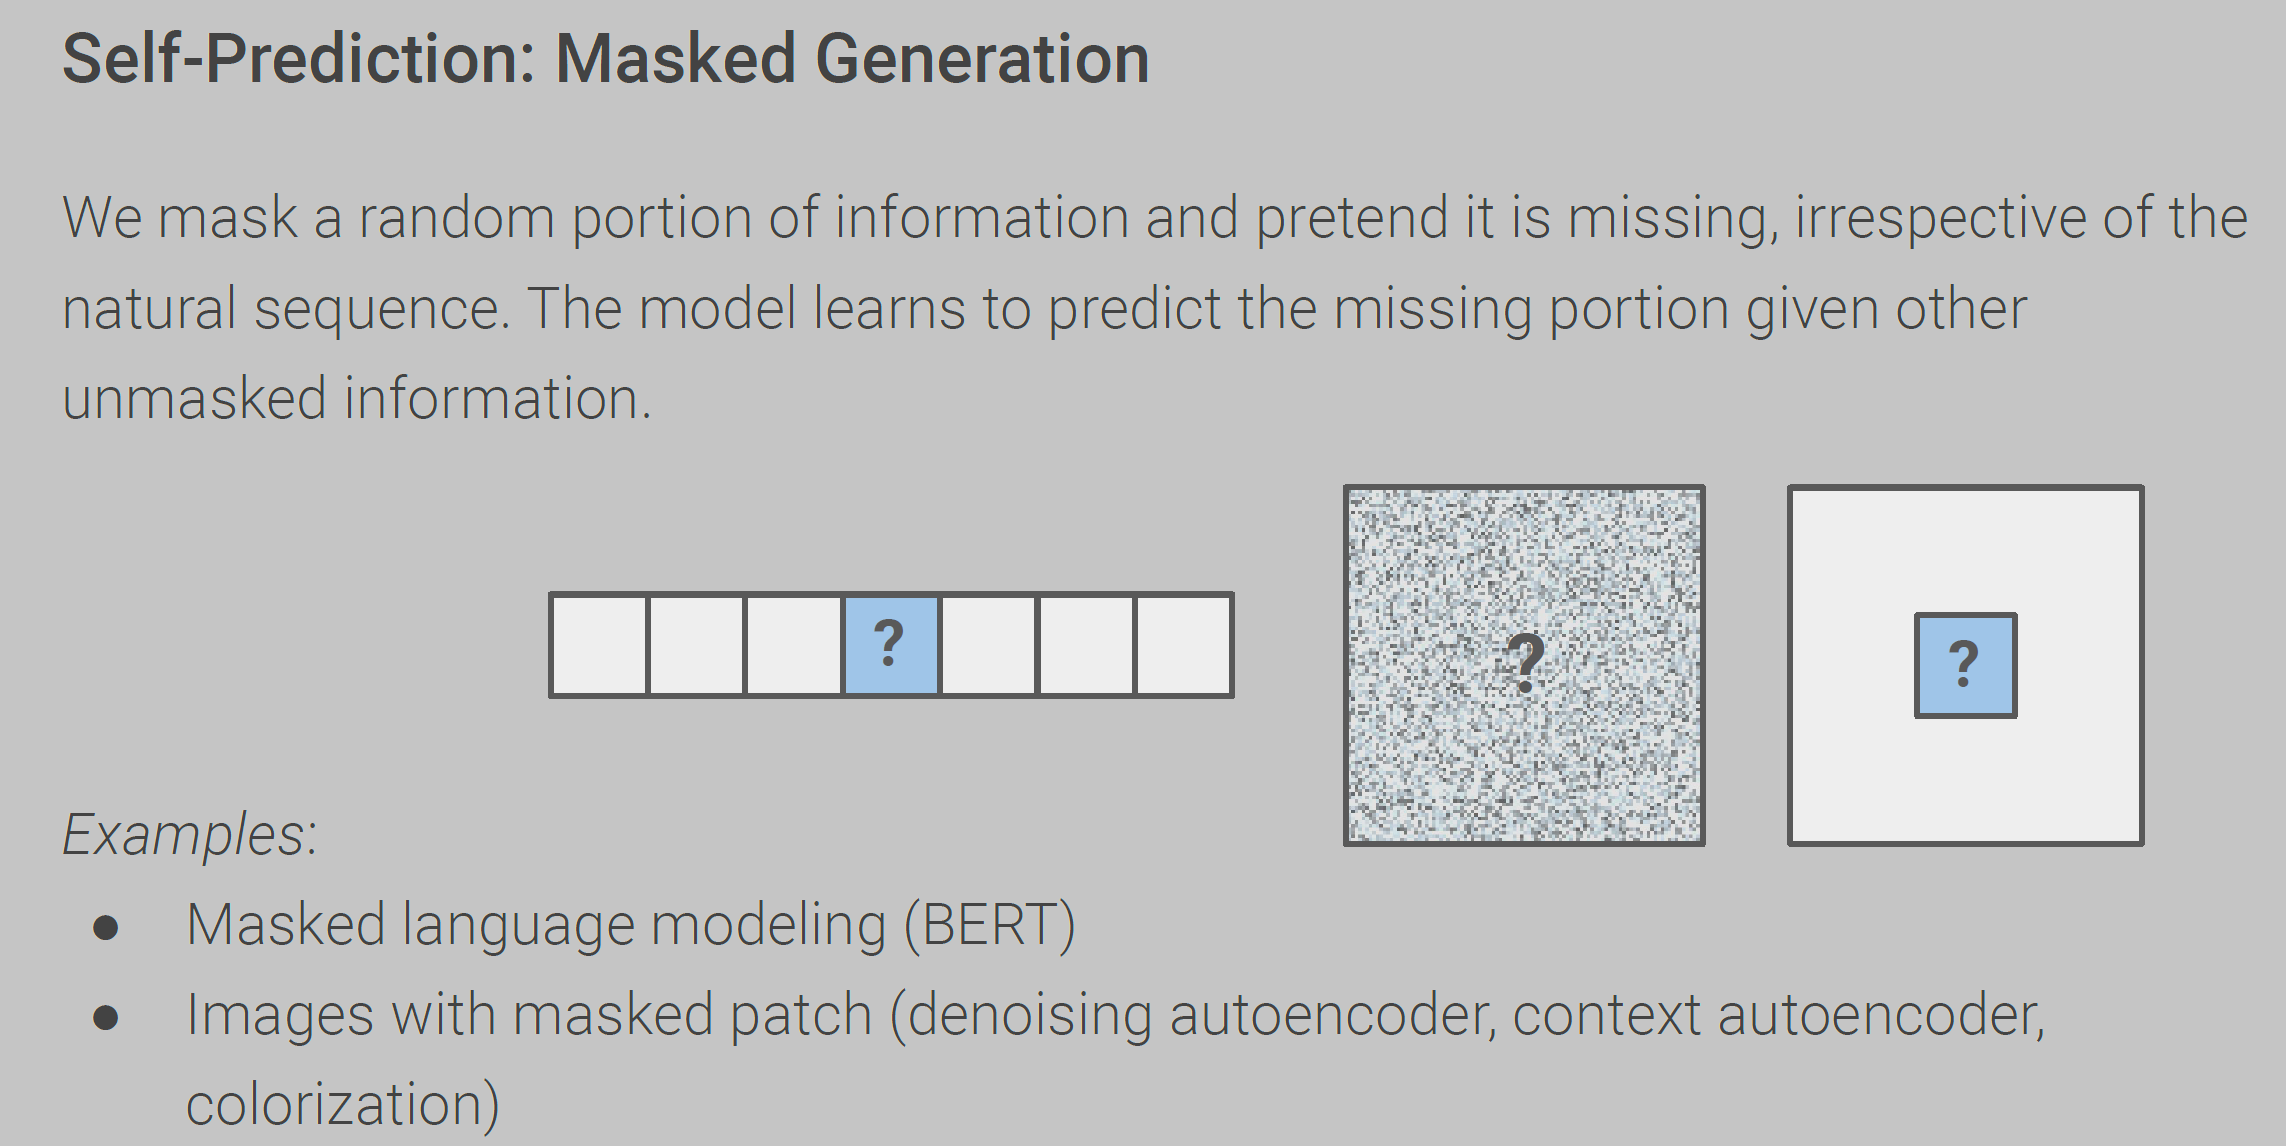 Self-Prediction: Masked Generation
We mask a random portion of information and pretend it is missing, irrespective of the
natural sequence. The model learns to predict the missing portion given other
unmasked information.
?
?
?
Examples:
● Masked language modeling (BERT)
● Images with masked patch (denoising autoencoder, context autoencoder,
colorization)